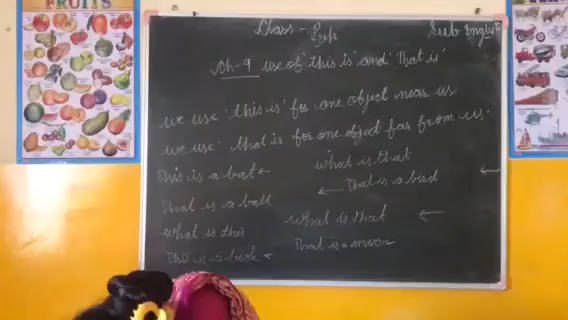 FRUITS
Class - Prep
Sub English
Ch-9 use of 'this is' and 'That is'
we use 'this is' for one object near us
we use 'that is' for one object far from us.
This is a bat ←
what is that
← That is a bird ←
That is a ball
what is that ←
what is this
That is a moon
This is a book ←